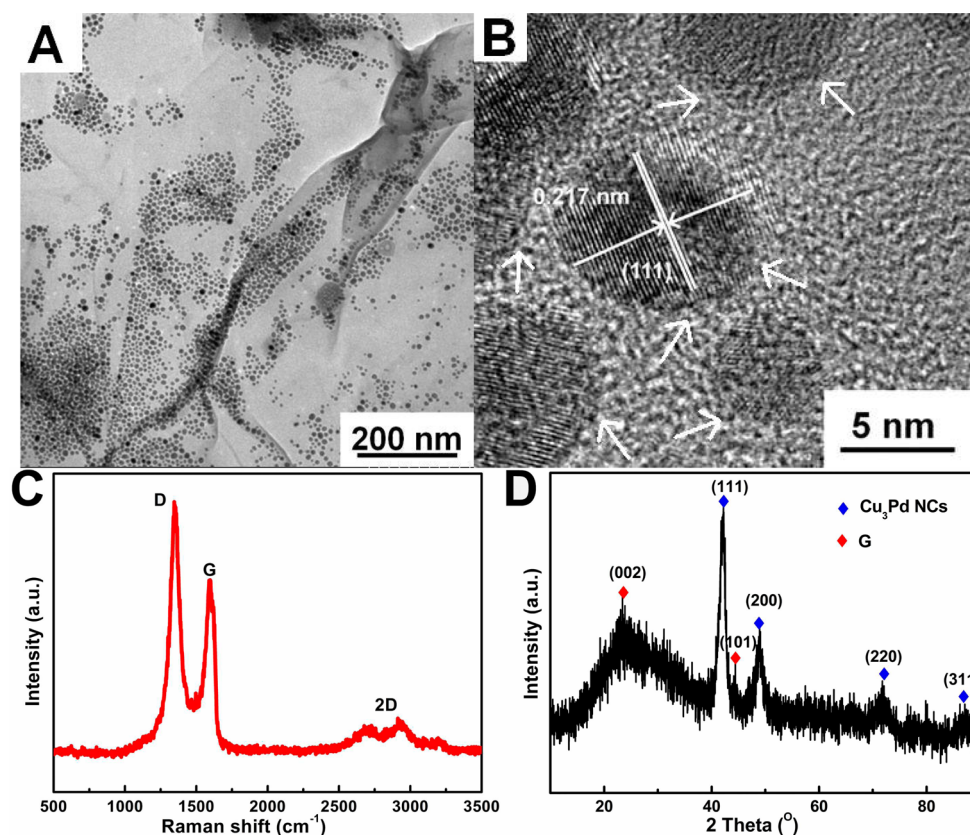 A
200 nm
B
0.217 nm
(111)
5 nm
C
D
G
2D
Intensity (a.u.)
500 1000 1500 2000 2500 3000 3500
Raman shift (cm⁻¹)
D
(111)
Cu₃Pd NCs
G
(002)
(101)
(200)
(220)
(311
Intensity (a.u.)
20 40 60 80
2 Theta (°)